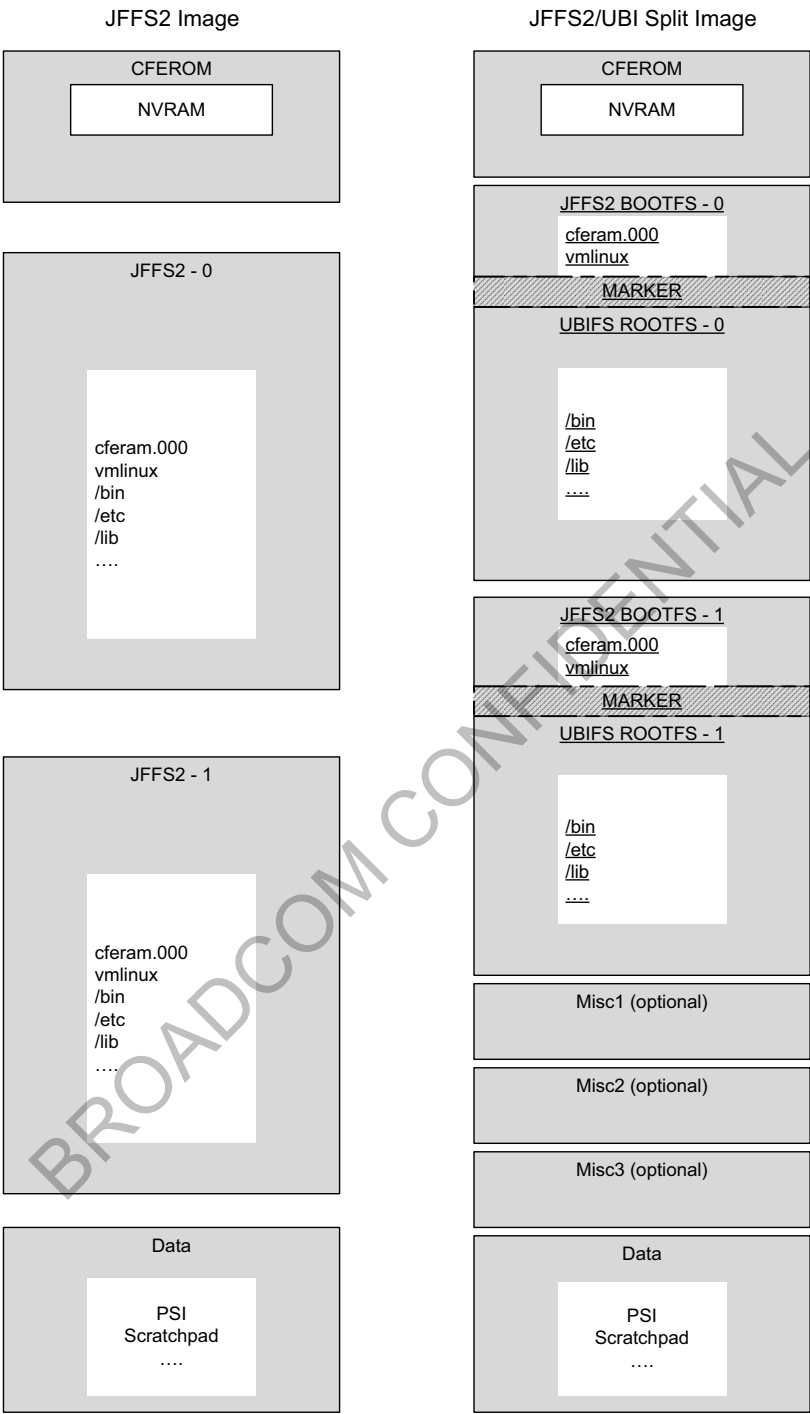 JFFS2 Image
CFEROM
NVRAM
JFFS2 - 0
cferam.000
vmlinux
/bin
/etc
/lib
….
JFFS2 - 1
cferam.000
vmlinux
/bin
/etc
/lib
….
Data
PSI
Scratchpad
….
JFFS2/UBI Split Image
CFEROM
NVRAM
JFFS2 BOOTFS - 0
cferam.000
vmlinux
MARKER
UBIFS ROOTFS - 0
/bin
/etc
/lib
….
JFFS2 BOOTFS - 1
cferam.000
vmlinux
MARKER
UBIFS ROOTFS - 1
/bin
/etc
/lib
….
Misc1 (optional)
Misc2 (optional)
Misc3 (optional)
Data
PSI
Scratchpad
….
BROADCOM CONFIDENTIAL